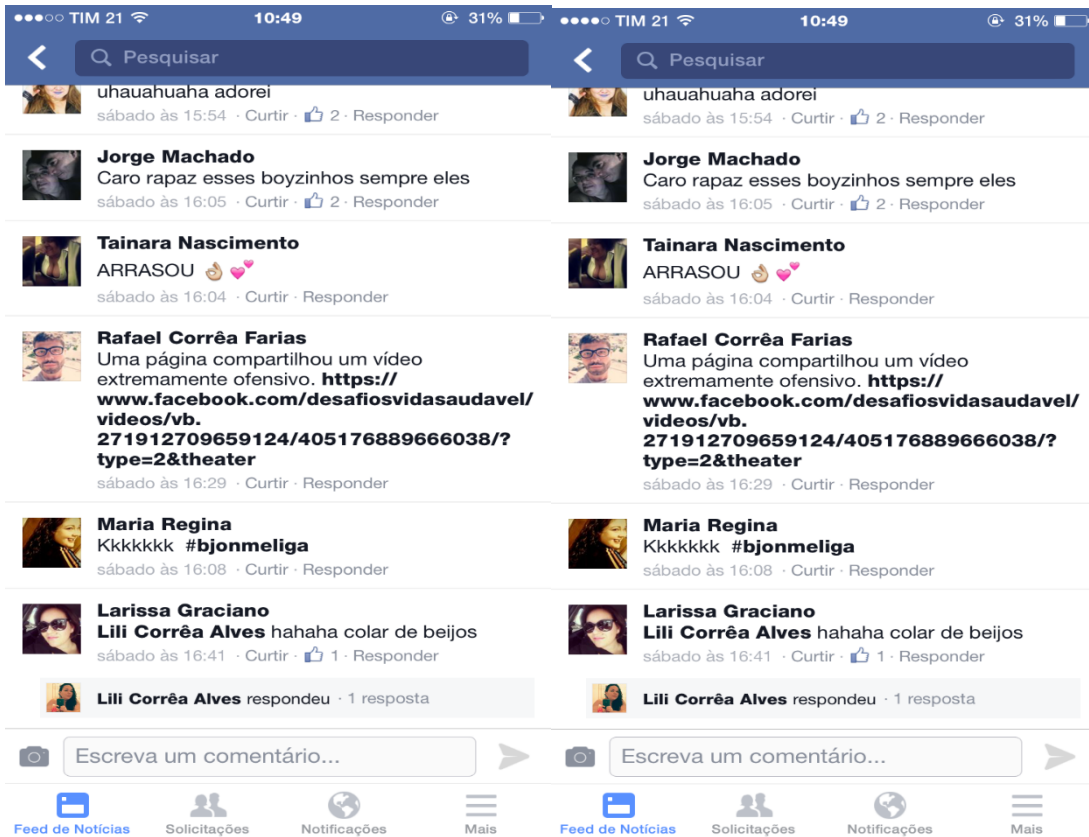 TIM 21 10:49 31%
Pesquisar
uhauahuaha adorei
sábado às 15:54 · Curtir · 2 · Responder
Jorge Machado
Caro rapaz esses boyzinhos sempre eles
sábado às 16:05 · Curtir · 2 · Responder
Tainara Nascimento
ARRASOU 👌 💕
sábado às 16:04 · Curtir · Responder
Rafael Corrêa Farias
Uma página compartilhou um vídeo
extremamente ofensivo. https://
www.facebook.com/desafiosvidasaudavel/
videos/vb.
271912709659124/405176889666038/?
type=2&theater
sábado às 16:29 · Curtir · Responder
Maria Regina
Kkkkkkk #bjonmeliga
sábado às 16:08 · Curtir · Responder
Larissa Graciano
Lili Corrêa Alves hahaha colar de beijos
sábado às 16:41 · Curtir · 1 · Responder
Lili Corrêa Alves respondeu · 1 resposta
Escreva um comentário...
Feed de Notícias Solicitações Notificações Mais
TIM 21 10:49 31%
Pesquisar
uhauahuaha adorei
sábado às 15:54 · Curtir · 2 · Responder
Jorge Machado
Caro rapaz esses boyzinhos sempre eles
sábado às 16:05 · Curtir · 2 · Responder
Tainara Nascimento
ARRASOU 👌 💕
sábado às 16:04 · Curtir · Responder
Rafael Corrêa Farias
Uma página compartilhou um vídeo
extremamente ofensivo. https://
www.facebook.com/desafiosvidasaudavel/
videos/vb.
271912709659124/405176889666038/?
type=2&theater
sábado às 16:29 · Curtir · Responder
Maria Regina
Kkkkkkk #bjonmeliga
sábado às 16:08 · Curtir · Responder
Larissa Graciano
Lili Corrêa Alves hahaha colar de beijos
sábado às 16:41 · Curtir · 1 · Responder
Lili Corrêa Alves respondeu · 1 resposta
Escreva um comentário...
Feed de Notícias Solicitações Notificações Mais